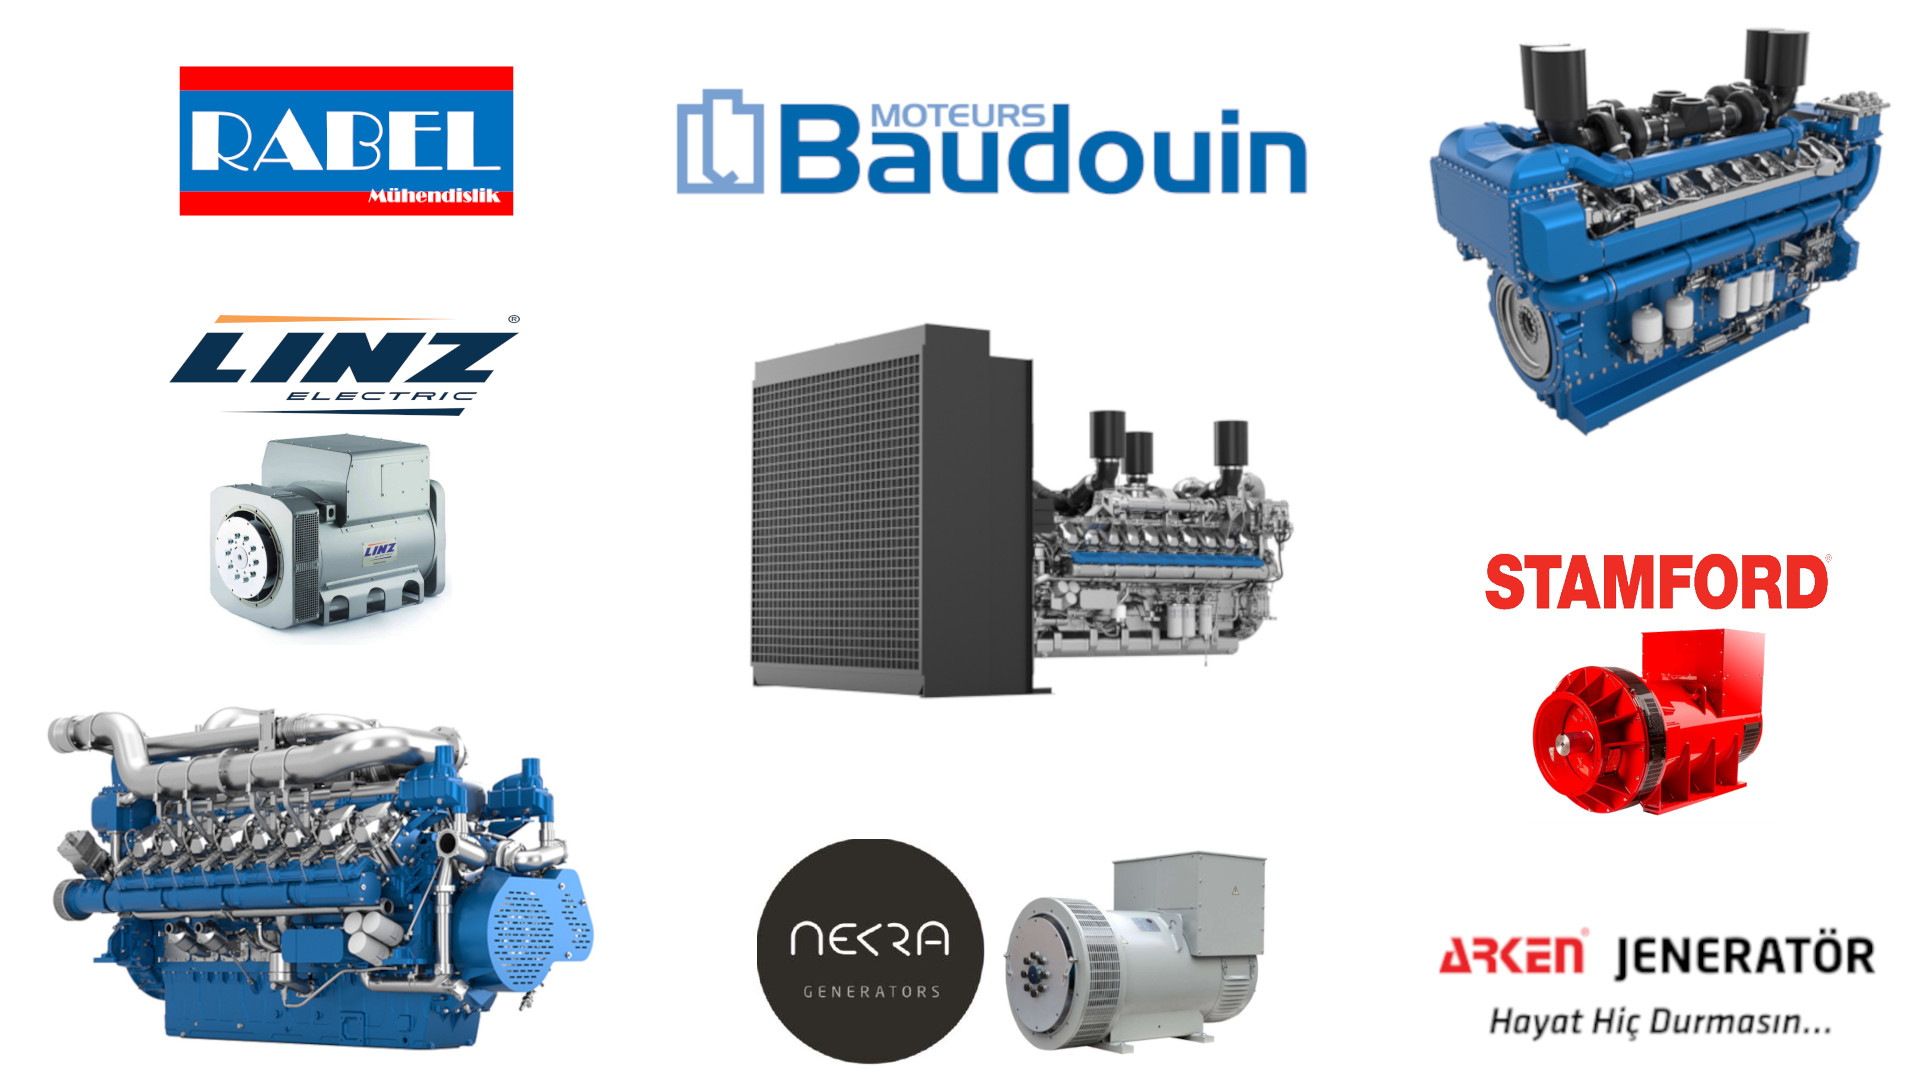 RABEL
Mühendislik
MOTEURS
Baudouin
LINZ®
ELECTRIC
LINZ
STAMFORD®
NEKRA
GENERATORS
ARKEN® JENERATÖR
Hayat Hiç Durmasın...